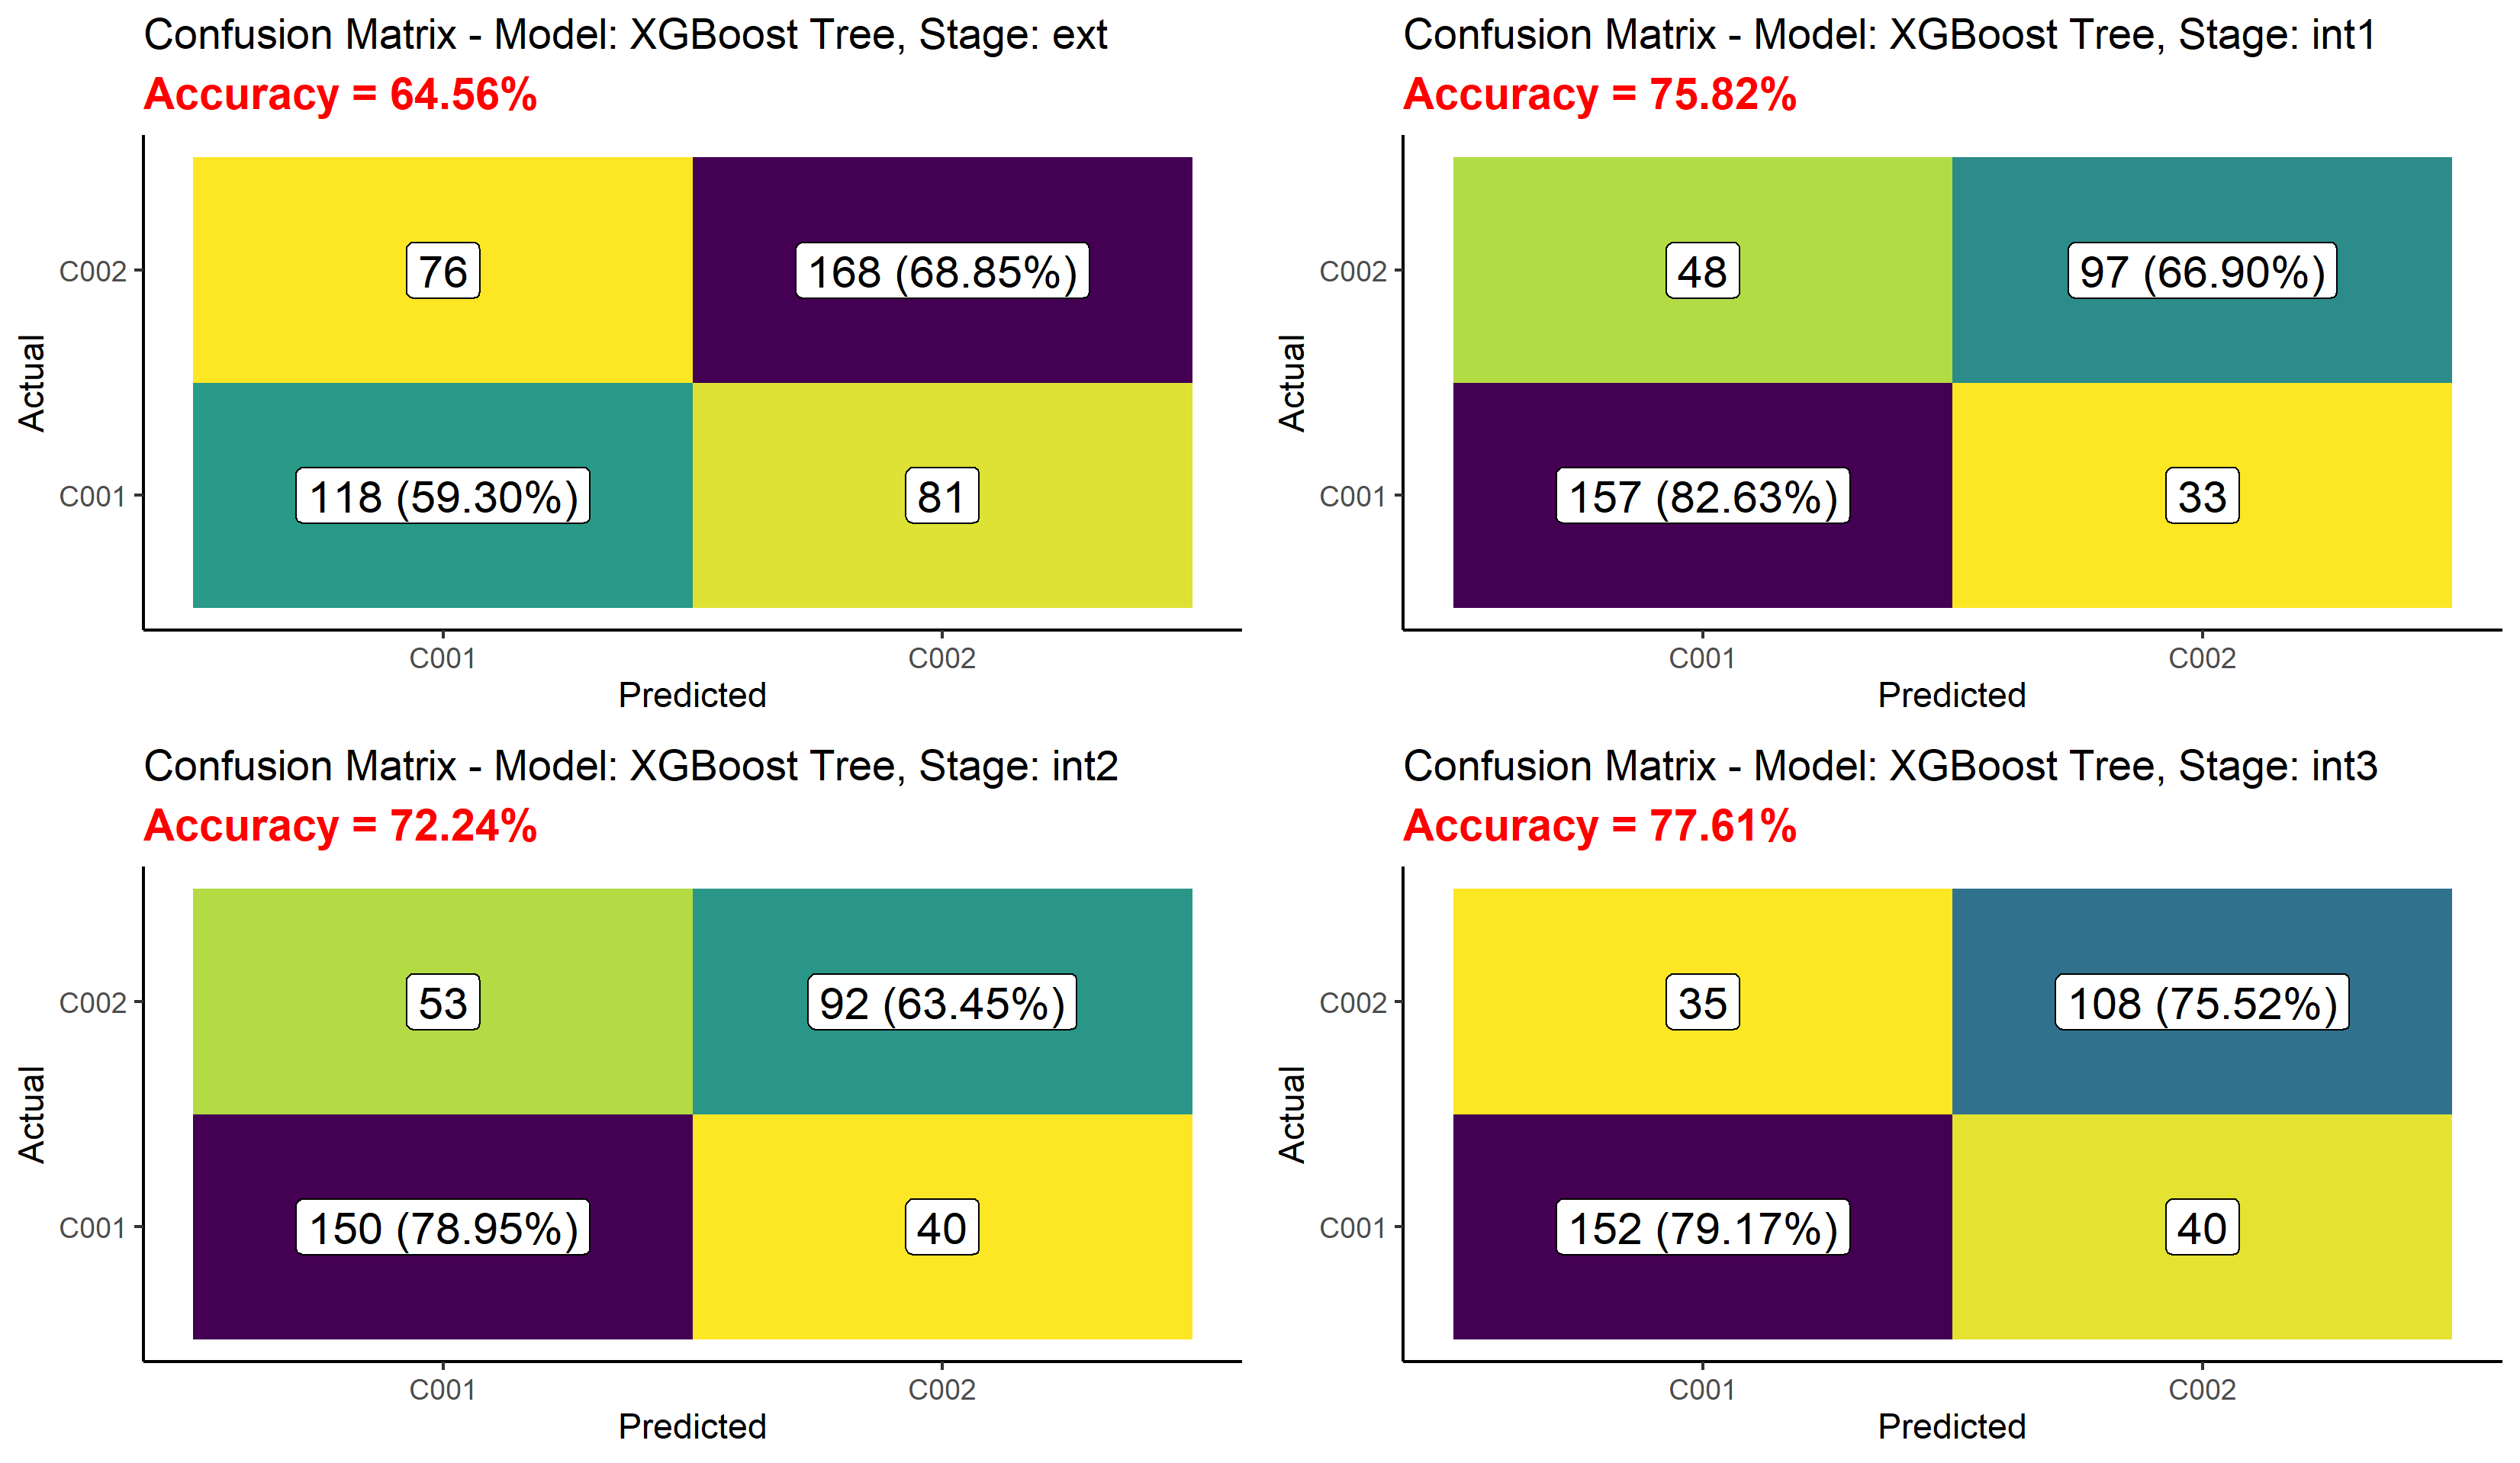 Confusion Matrix - Model: XGBoost Tree, Stage: ext
Accuracy = 64.56%
Actual
C002
76
168 (68.85%)
C001
118 (59.30%)
81
C001
C002
Predicted
Confusion Matrix - Model: XGBoost Tree, Stage: int1
Accuracy = 75.82%
Actual
C002
48
97 (66.90%)
C001
157 (82.63%)
33
C001
C002
Predicted
Confusion Matrix - Model: XGBoost Tree, Stage: int2
Accuracy = 72.24%
Actual
C002
53
92 (63.45%)
C001
150 (78.95%)
40
C001
C002
Predicted
Confusion Matrix - Model: XGBoost Tree, Stage: int3
Accuracy = 77.61%
Actual
C002
35
108 (75.52%)
C001
152 (79.17%)
40
C001
C002
Predicted